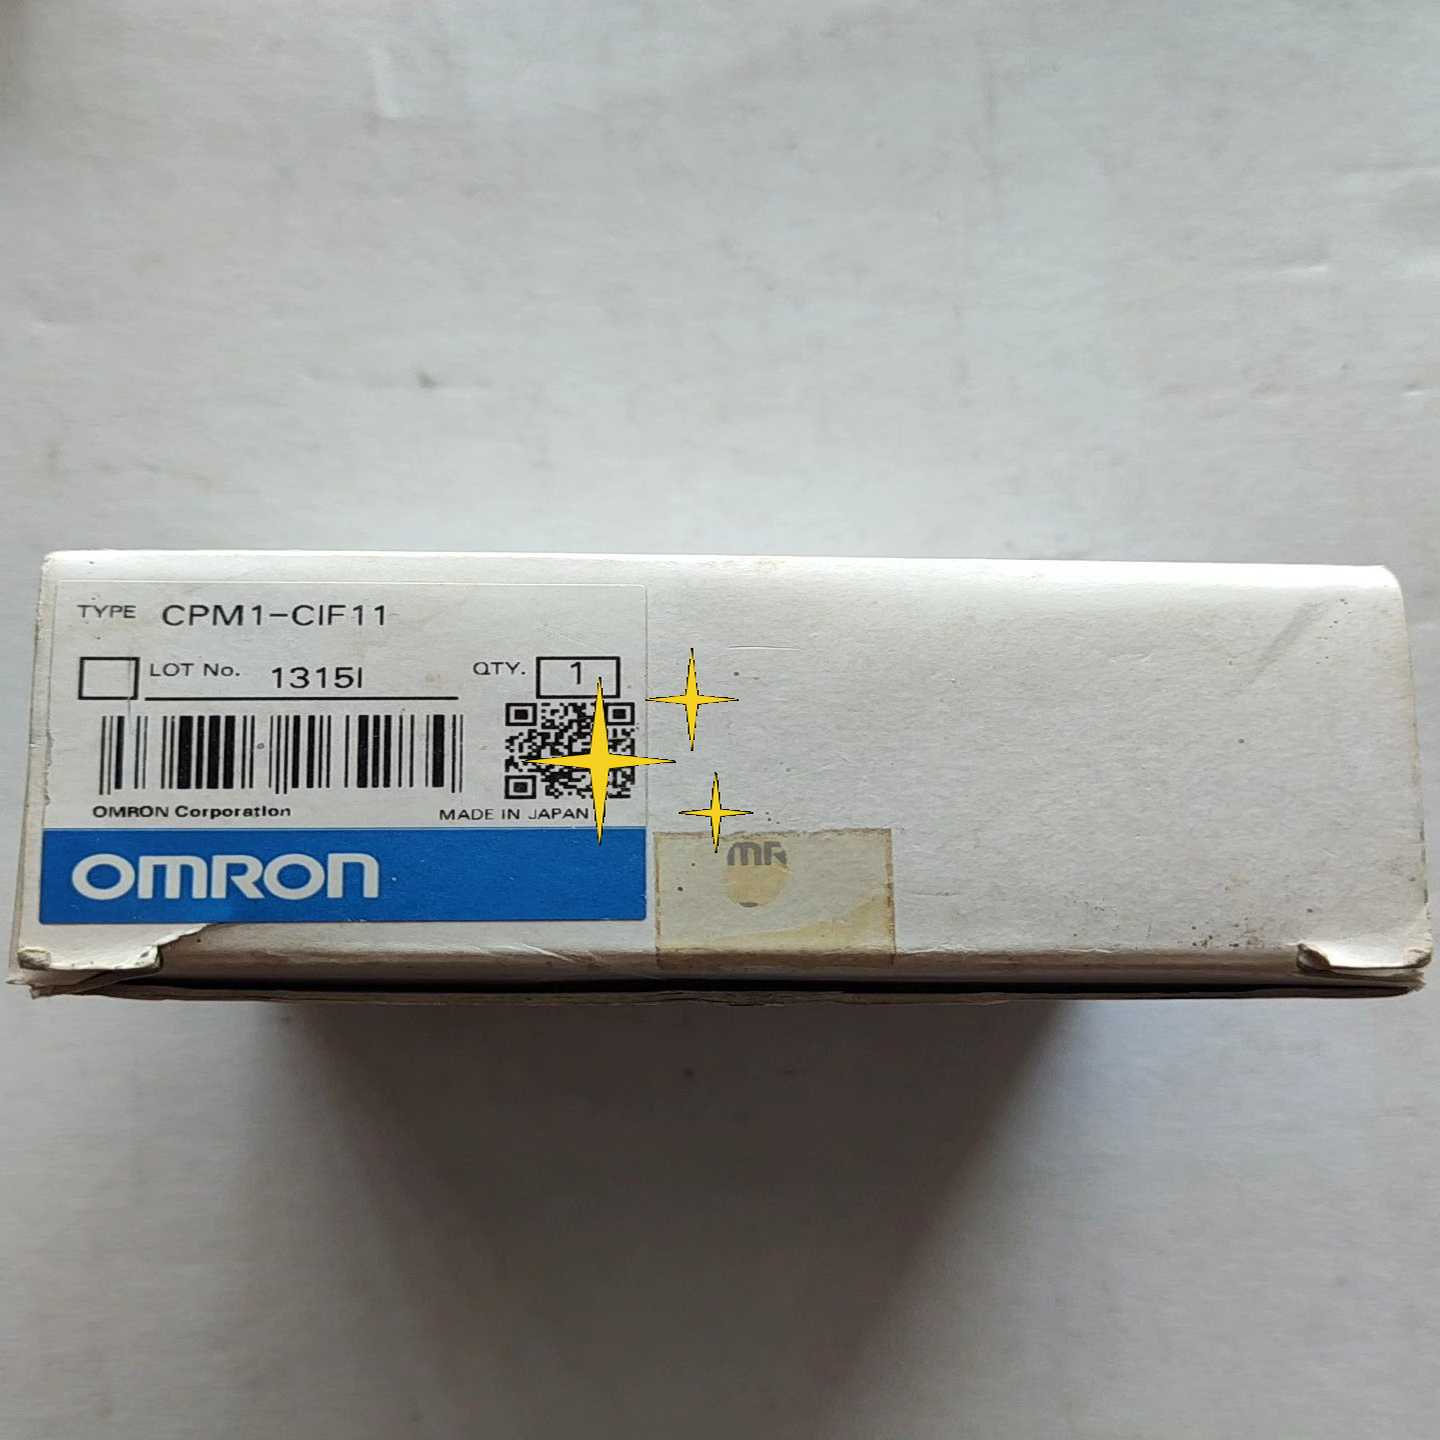 TYPE CPM1-CIF11
LOT No. 1315I QTY. 1
OMRON Corporation MADE IN JAPAN
OMRON